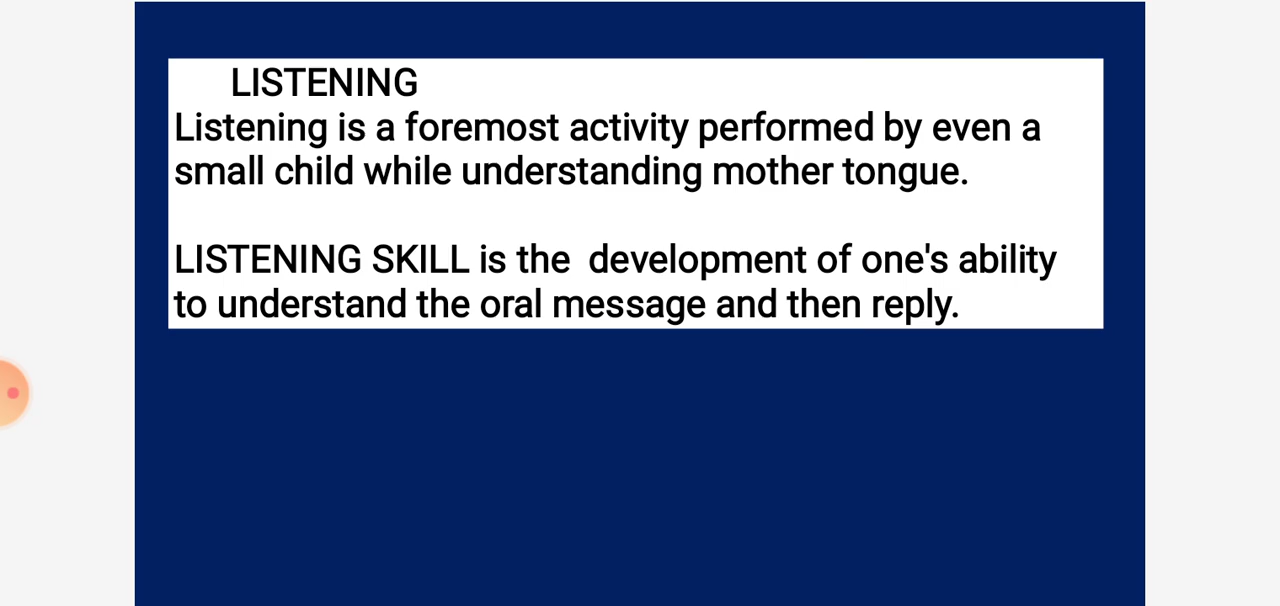 LISTENING
Listening is a foremost activity performed by even a
small child while understanding mother tongue.
LISTENING SKILL is the  development of one's ability
to understand the oral message and then reply.